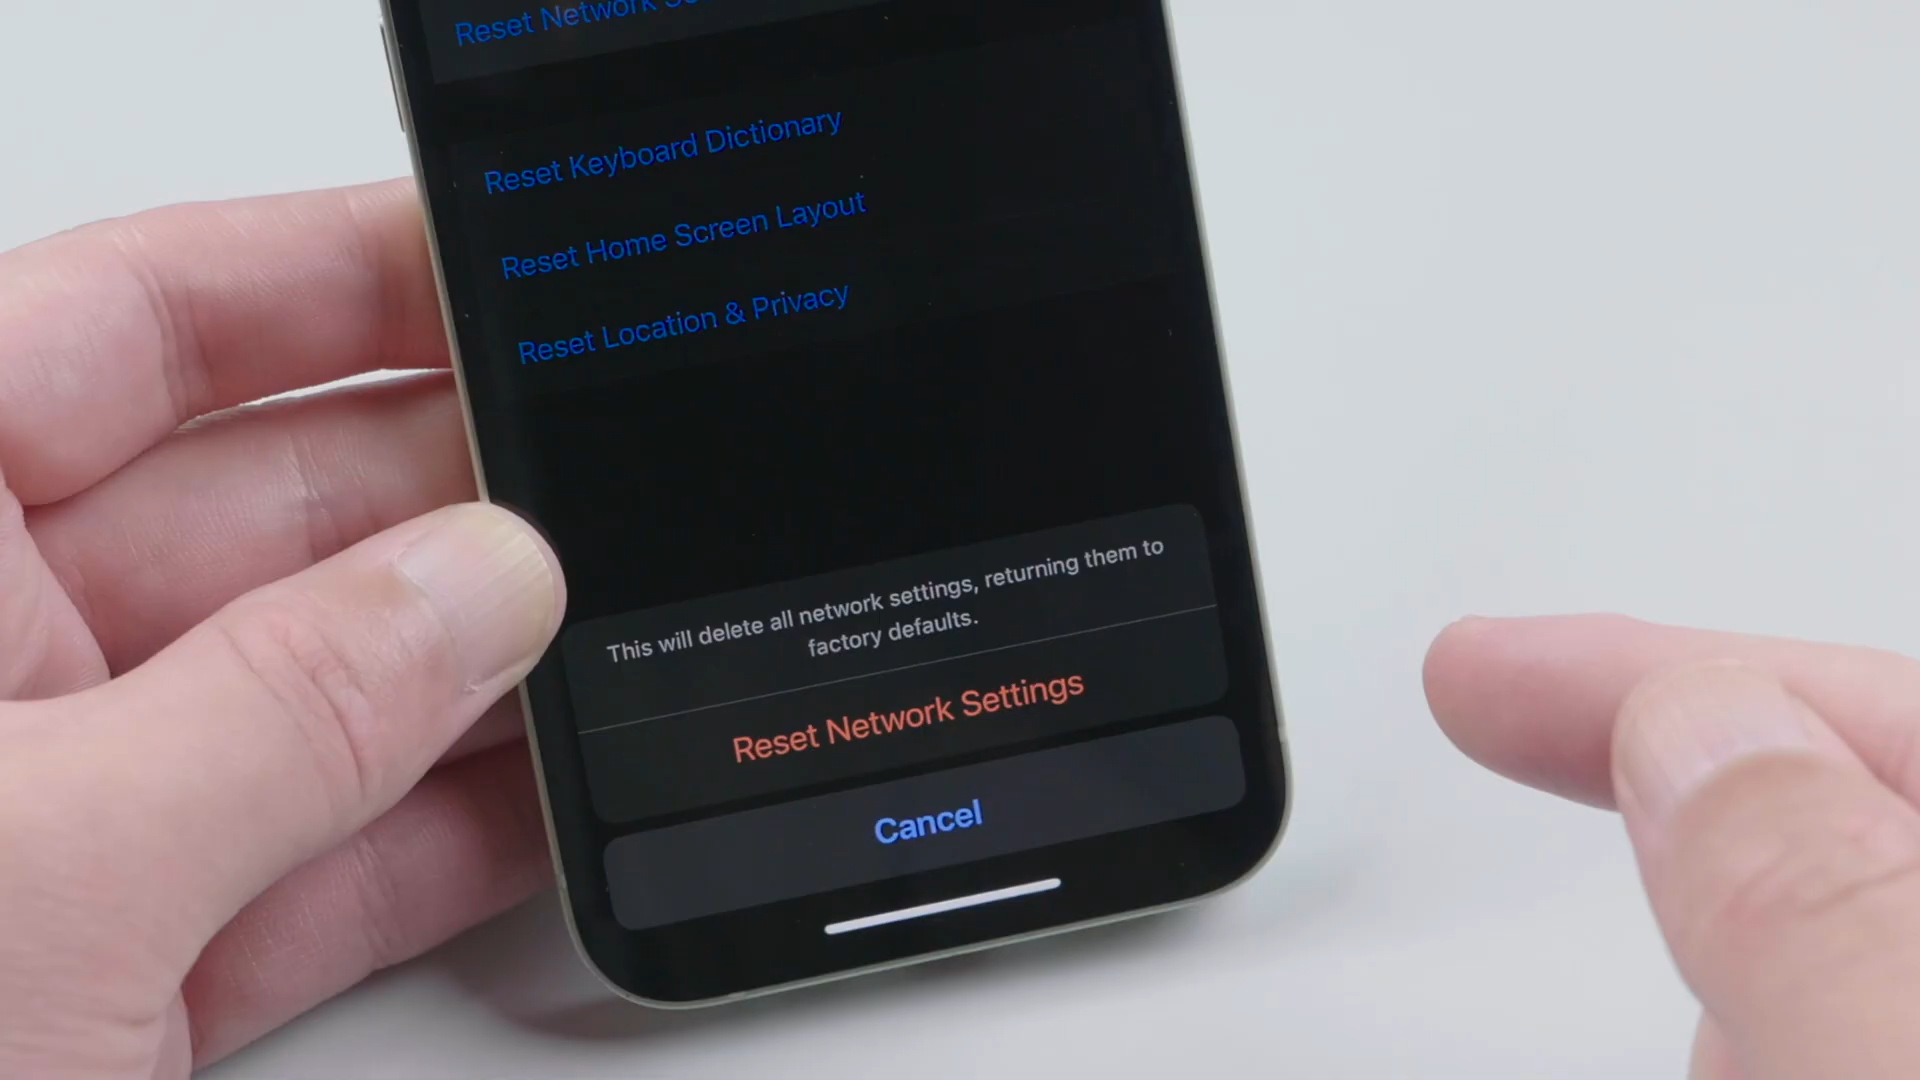 Reset Network
Reset Keyboard Dictionary
Reset Home Screen Layout
Reset Location & Privacy
This will delete all network settings, returning them to
factory defaults.
Reset Network Settings
Cancel